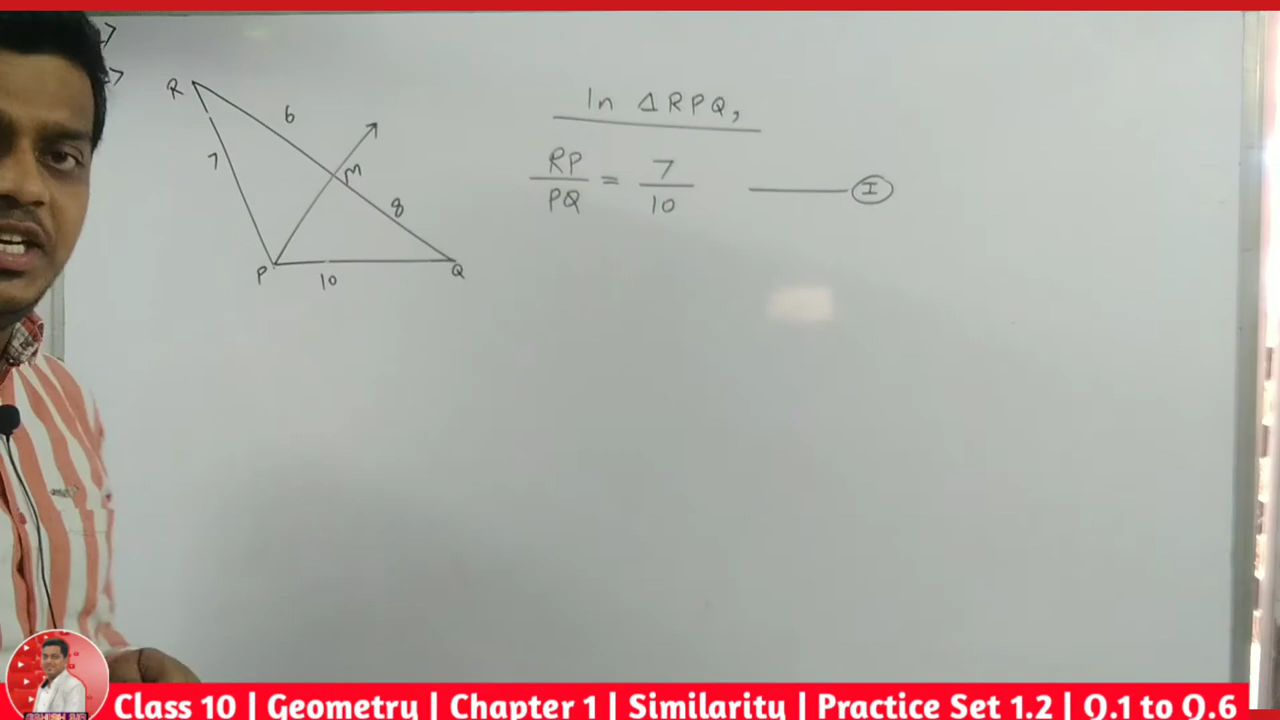 R
6
7
M
8
P
10
Q
In Δ RPQ,
RP/PQ = 7/10 ——— I
Class 10 | Geometry | Chapter 1 | Similarity | Practice Set 1.2 | Q.1 to Q.6